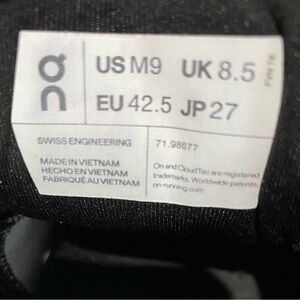 US M9 UK 8.5
EU 42.5 JP 27
SWISS ENGINEERING
71.98677
MADE IN VIETNAM
HECHO EN VIETNAM
FABRIQUÉ AU VIETNAM
On and CloudTec are registered
trademarks. Worldwide patents.
on-running.com